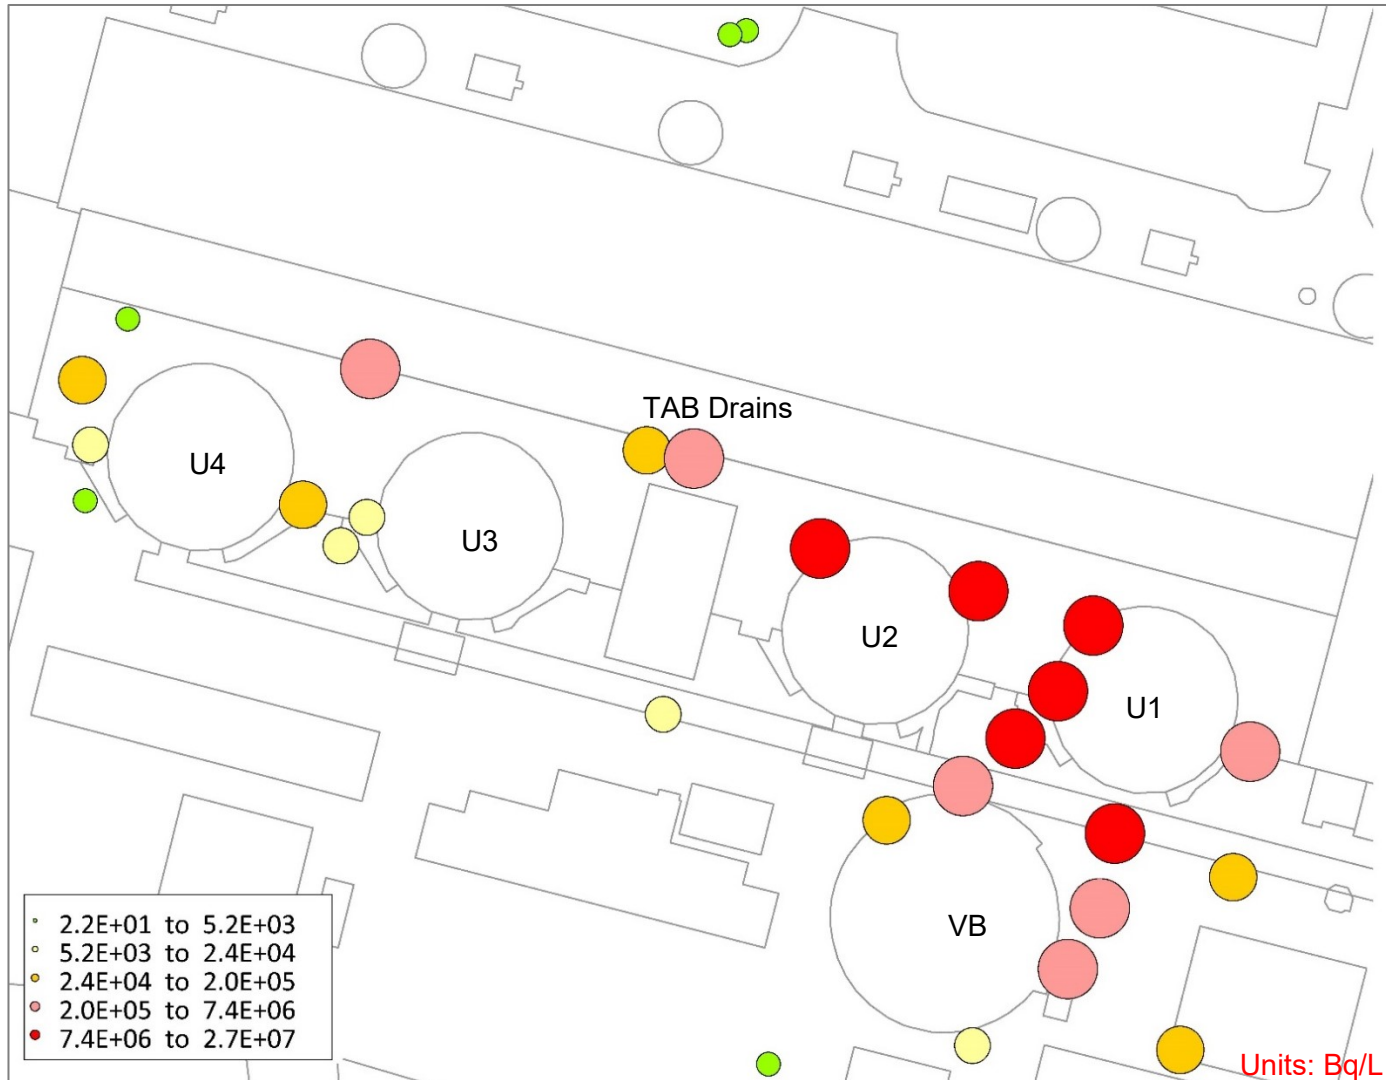 TAB Drains
U4
U3
U2
U1
VB
2.2E+01 to 5.2E+03
5.2E+03 to 2.4E+04
2.4E+04 to 2.0E+05
2.0E+05 to 7.4E+06
7.4E+06 to 2.7E+07
Units: Bq/L